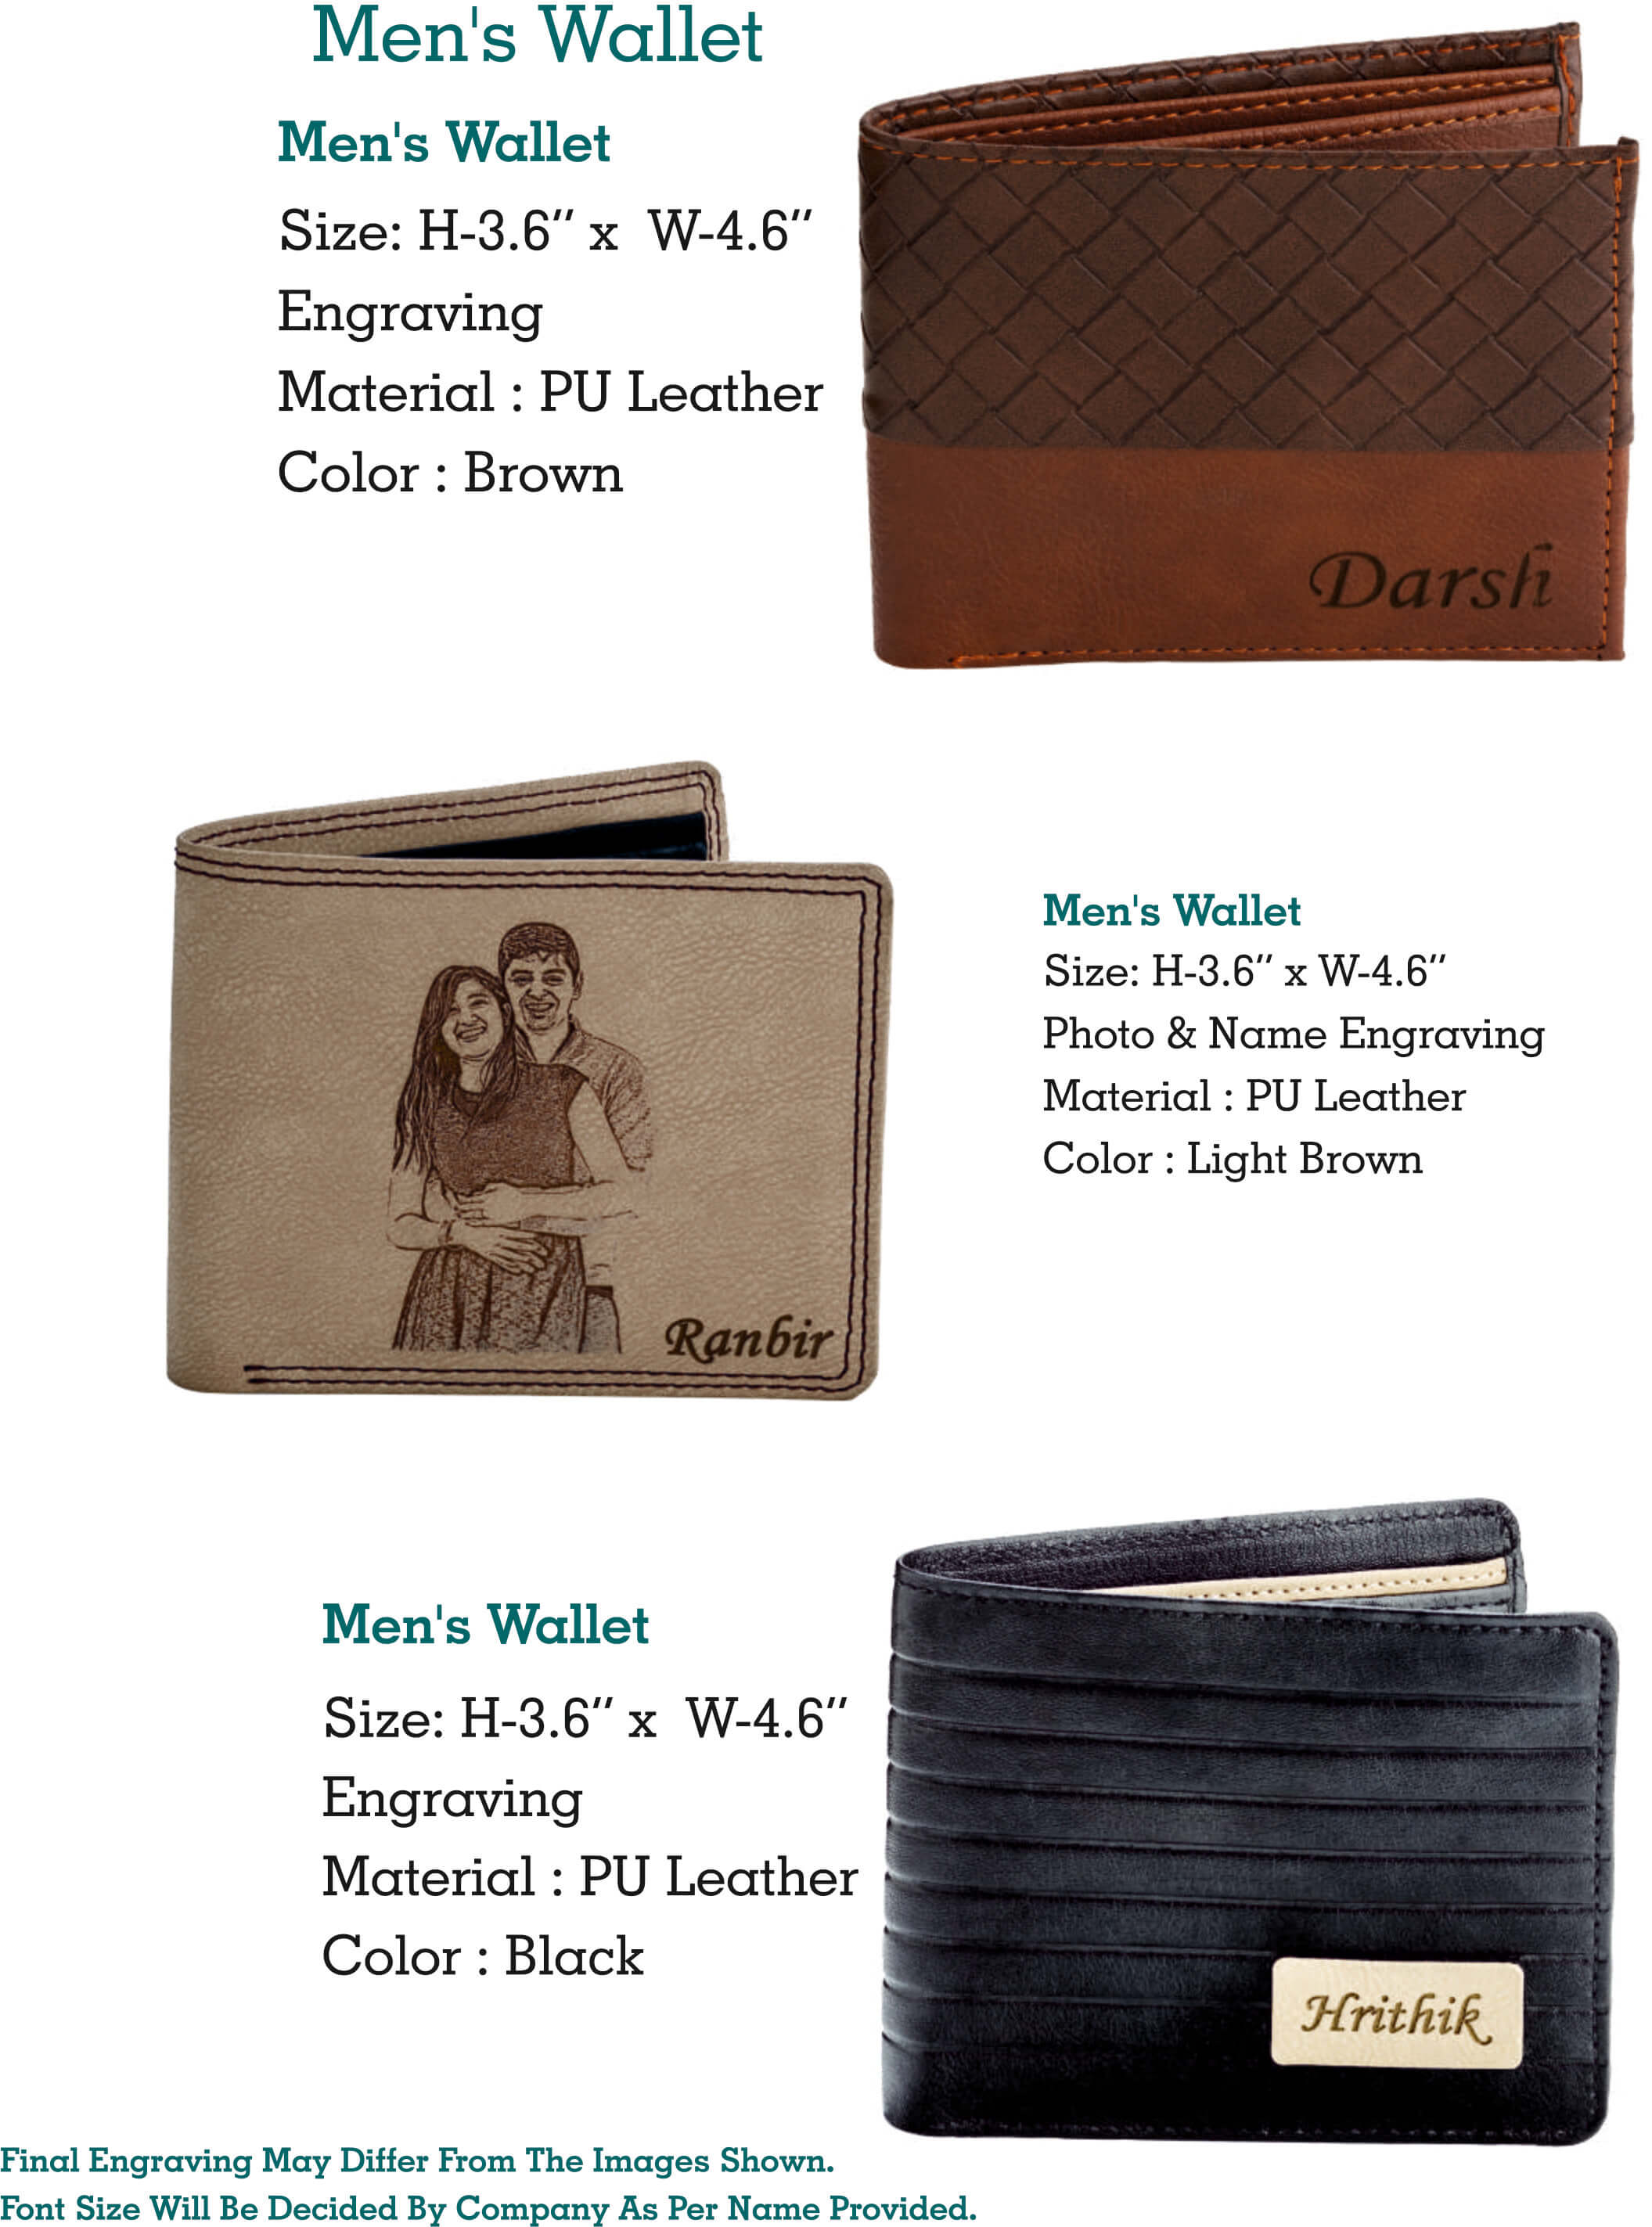 Men's Wallet
Men's Wallet
Size: H-3.6″ x  W-4.6″
Engraving
Material : PU Leather
Color : Brown
Darsh
Ranbir
Men's Wallet
Size: H-3.6″ x W-4.6″
Photo & Name Engraving
Material : PU Leather
Color : Light Brown
Men's Wallet
Size: H-3.6″ x  W-4.6″
Engraving
Material : PU Leather
Color : Black
Hrithik
Final Engraving May Differ From The Images Shown.
Font Size Will Be Decided By Company As Per Name Provided.